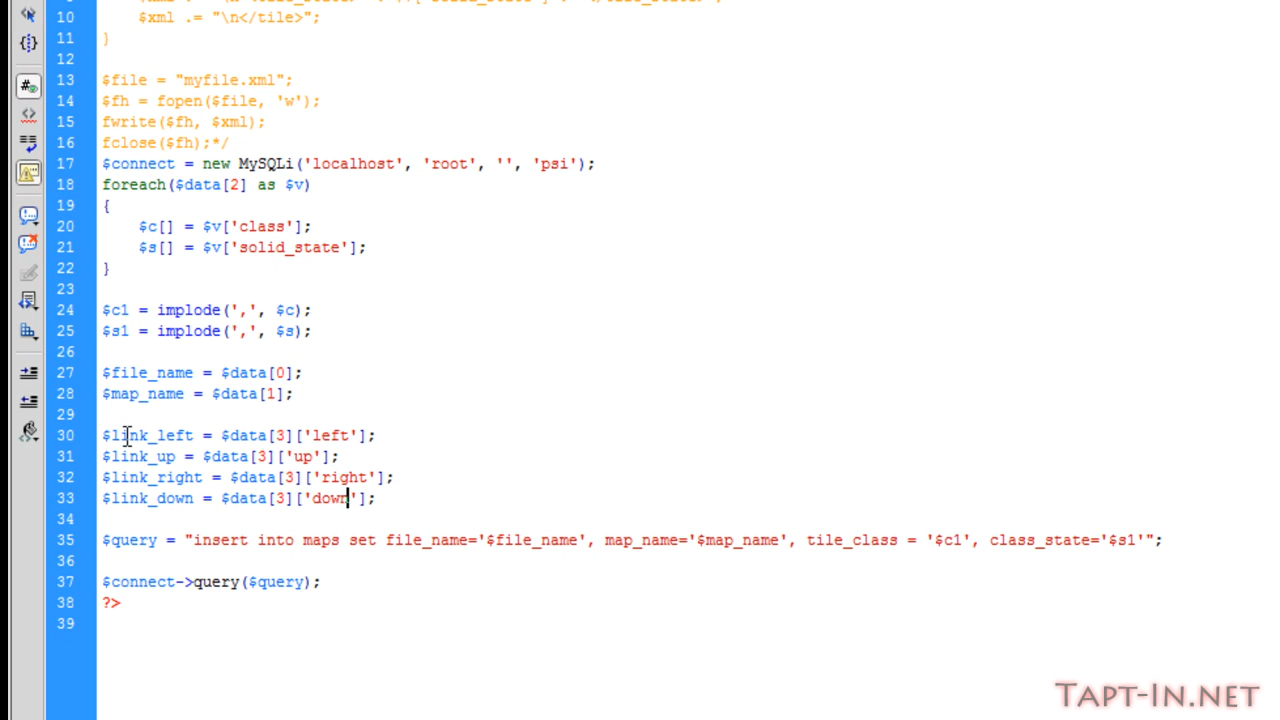 10 $xml .= "\n</tile>";
11 }
12
13 $file = "myfile.xml";
14 $fh = fopen($file, 'w');
15 fwrite($fh, $xml);
16 fclose($fh);*/
17 $connect = new MySQLi('localhost', 'root', '', 'psi');
18 foreach($data[2] as $v)
19 {
20 $c[] = $v['class'];
21 $s[] = $v['solid_state'];
22 }
23
24 $c1 = implode(',', $c);
25 $s1 = implode(',', $s);
26
27 $file_name = $data[0];
28 $map_name = $data[1];
29
30 $link_left = $data[3]['left'];
31 $link_up = $data[3]['up'];
32 $link_right = $data[3]['right'];
33 $link_down = $data[3]['down'];
34
35 $query = "insert into maps set file_name='$file_name', map_name='$map_name', tile_class = '$c1', class_state='$s1'";
36
37 $connect->query($query);
38 ?>
39
Tapt-In.net